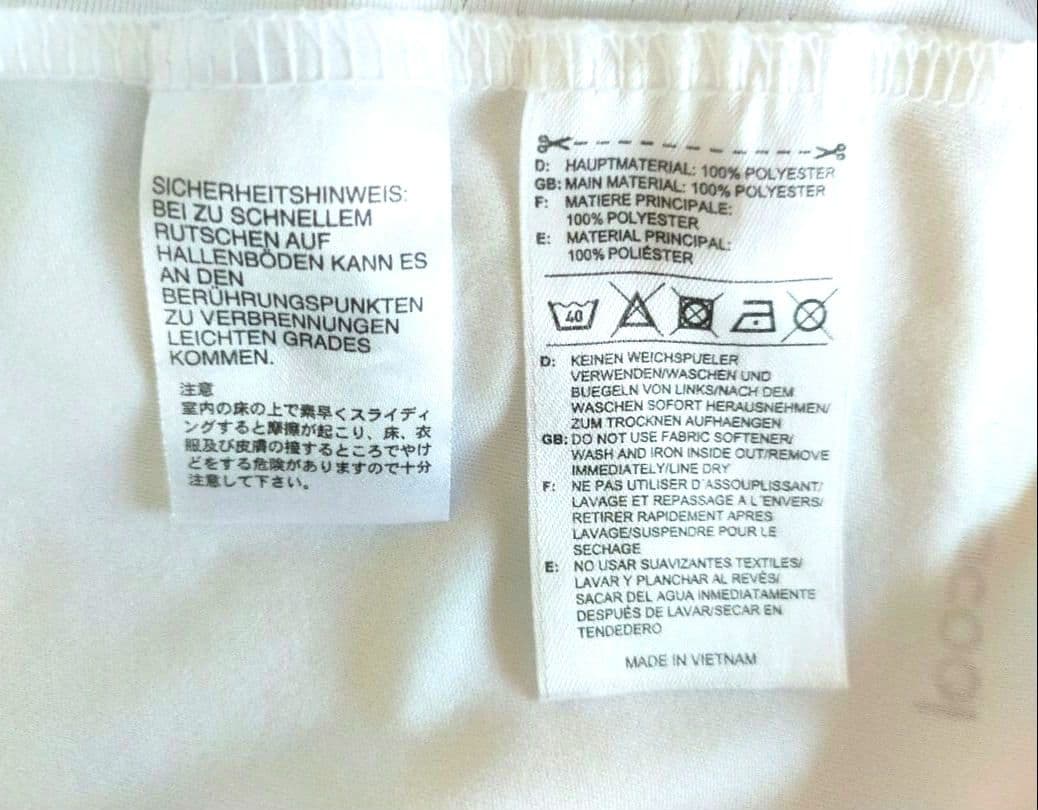 SICHERHEITSHINWEIS:
BEI ZU SCHNELLEM
RUTSCHEN AUF
HALLENBÖDEN KANN ES
AN DEN
BERÜHRUNGSPUNKTEN
ZU VERBRENNUNGEN
LEICHTEN GRADES
KOMMEN.
注意
室内の床の上で素早くスライディ
ングすると摩擦が起こり、床、衣
服及び皮膚の接するところでやけ
どをする危険がありますので十分
注意して下さい。
D: HAUPTMATERIAL: 100% POLYESTER
GB: MAIN MATERIAL: 100% POLYESTER
F: MATIERE PRINCIPALE:
100% POLYESTER
E: MATERIAL PRINCIPAL:
100% POLIÉSTER
40
D: KEINEN WEICHSPUELER
VERWENDEN/WASCHEN UND
BUEGELN VON LINKS/NACH DEM
WASCHEN SOFORT HERAUSNEHMEN/
ZUM TROCKNEN AUFHAENGEN
GB: DO NOT USE FABRIC SOFTENER/
WASH AND IRON INSIDE OUT/REMOVE
IMMEDIATELY/LINE DRY
F: NE PAS UTILISER D'ASSOUPLISSANT/
LAVAGE ET REPASSAGE A L'ENVERS/
RETIRER RAPIDEMENT APRES
LAVAGE/SUSPENDRE POUR LE
SECHAGE
E: NO USAR SUAVIZANTES TEXTILES/
LAVAR Y PLANCHAR AL REVÉS/
SACAR DEL AGUA INMEDIATAMENTE
DESPUÉS DE LAVAR/SECAR EN
TENDEDERO
MADE IN VIETNAM